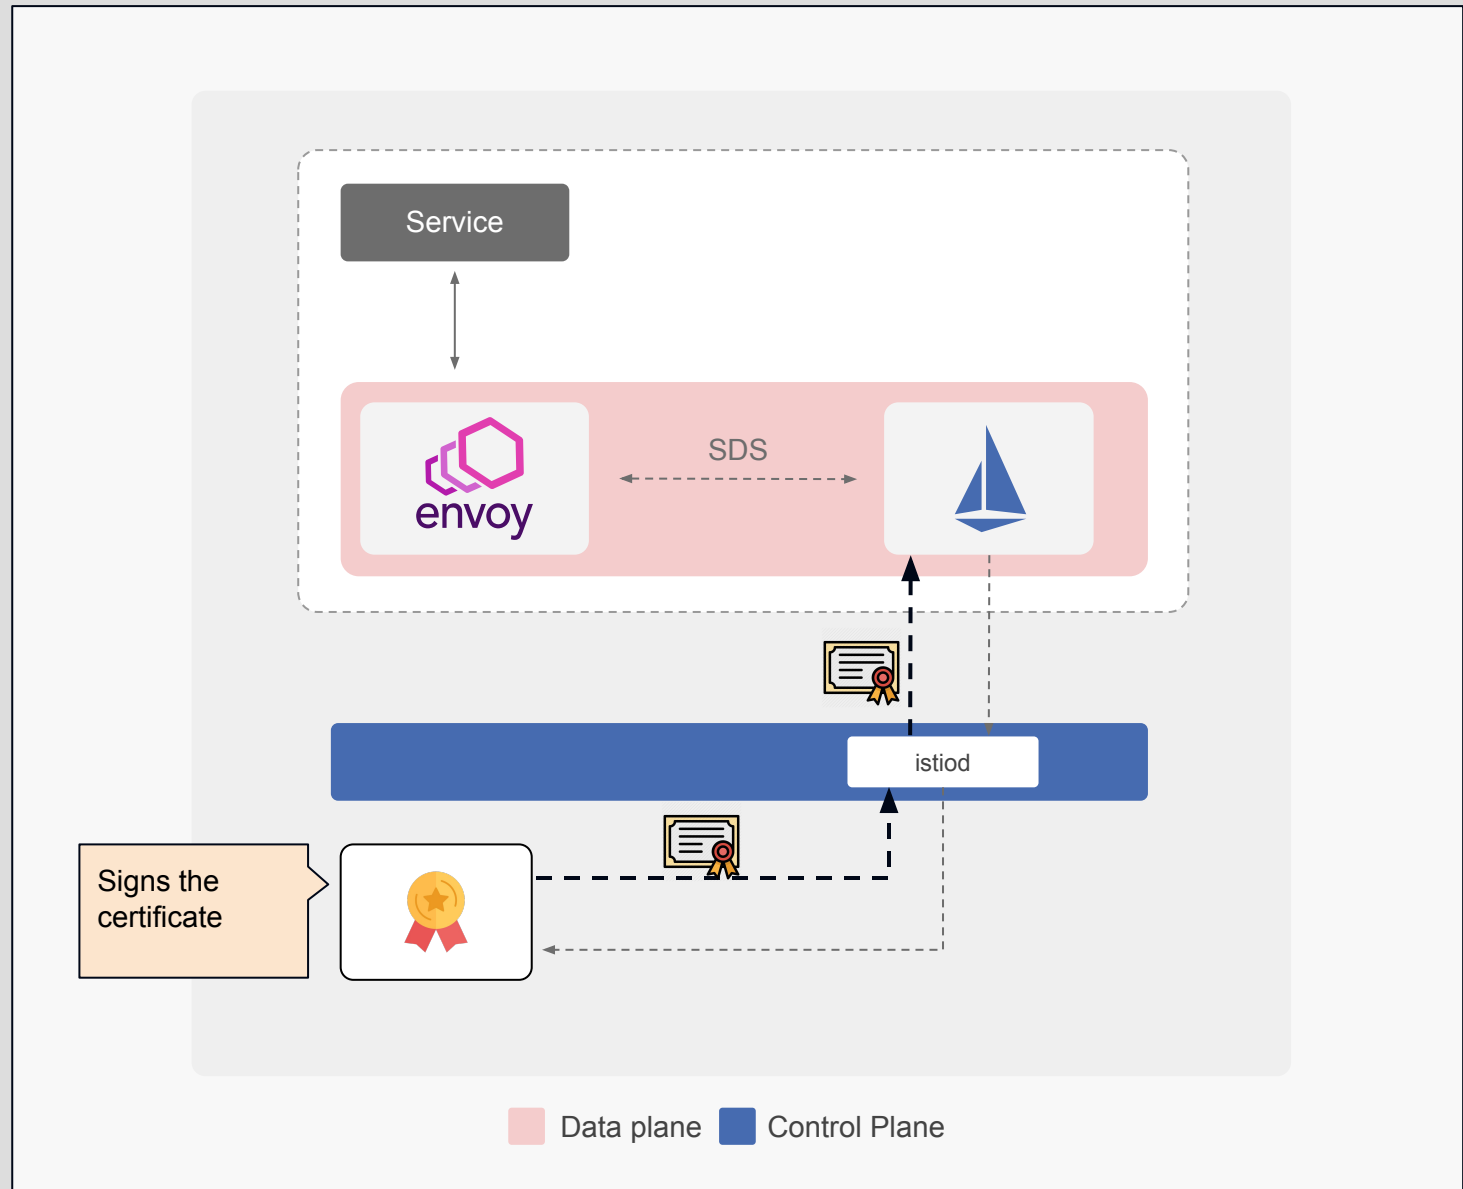 Service
SDS
envoy
istiod
Signs the
certificate
Data plane
Control Plane